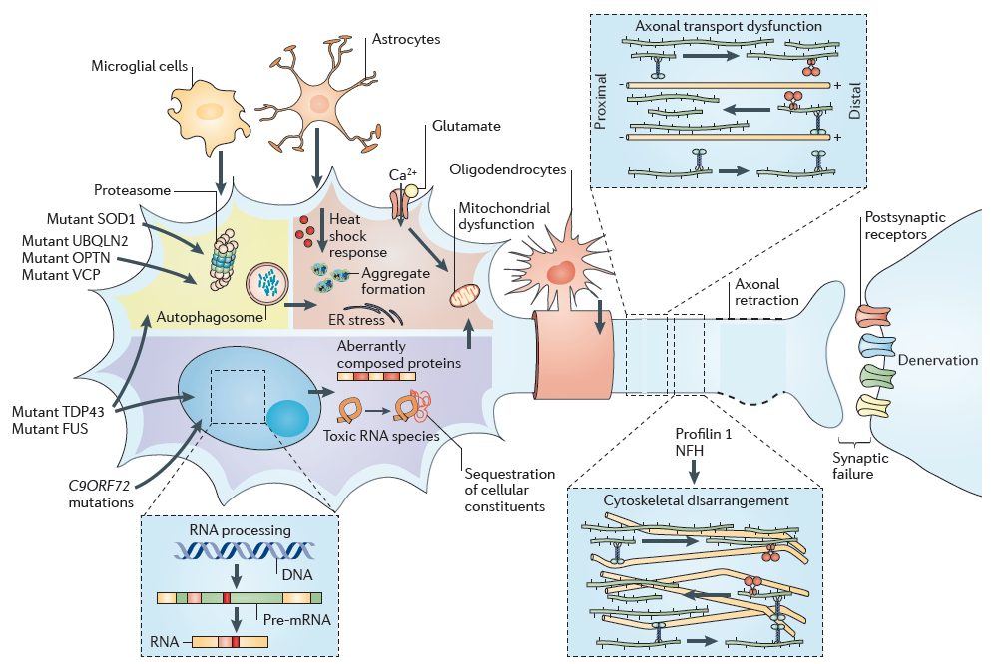 Axonal transport dysfunction
Proximal
Distal
-
+
-
+
Astrocytes
Microglial cells
Glutamate
Ca²⁺
Oligodendrocytes
Proteasome
Mutant SOD1
Mutant UBQLN2
Mutant OPTN
Mutant VCP
Heat
shock
response
Mitochondrial
dysfunction
Postsynaptic
receptors
Aggregate
formation
Autophagosome
ER stress
Axonal
retraction
Denervation
Aberrantly
composed proteins
Mutant TDP43
Mutant FUS
Toxic RNA species
C9ORF72
mutations
Sequestration
of cellular
constituents
Profilin 1
NFH
Synaptic
failure
Cytoskeletal disarrangement
RNA processing
DNA
Pre-mRNA
RNA